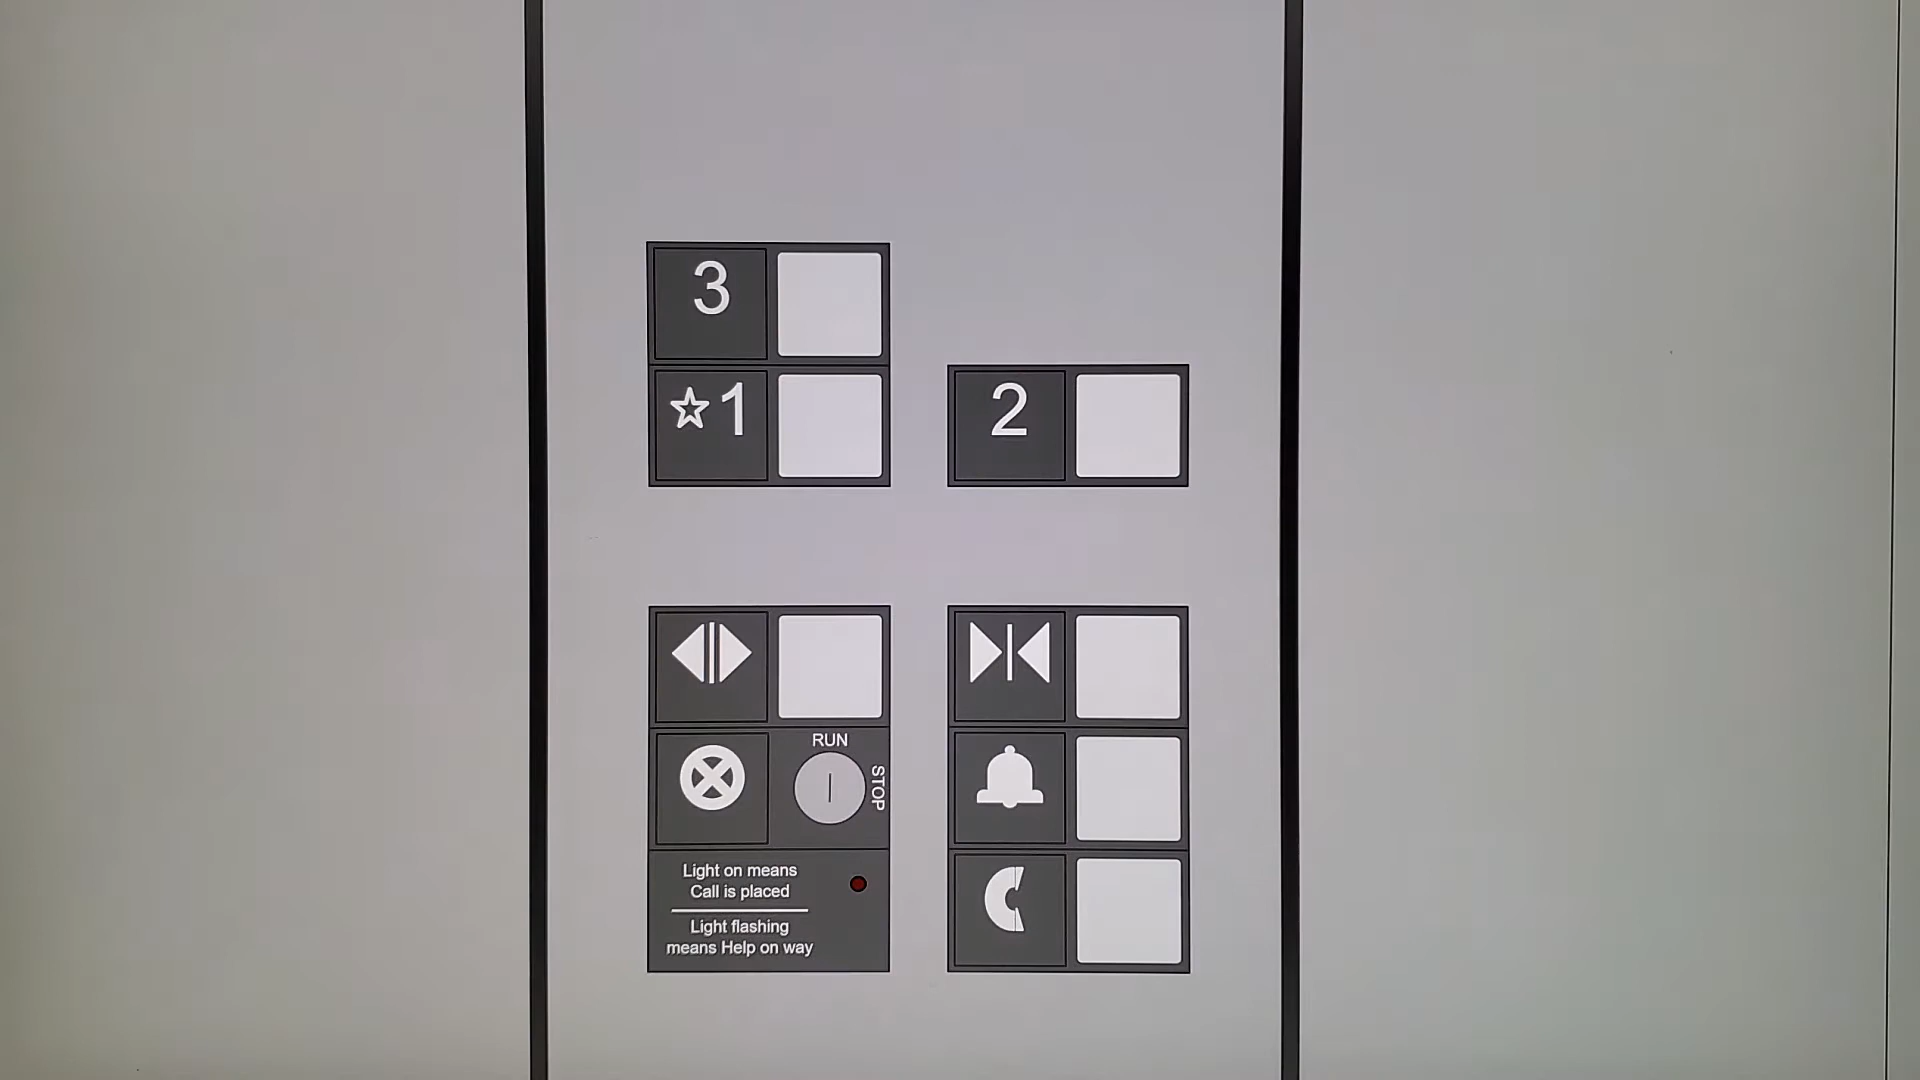 3
☆1
2
RUN
STOP
Light on means
Call is placed
Light flashing
means Help on way